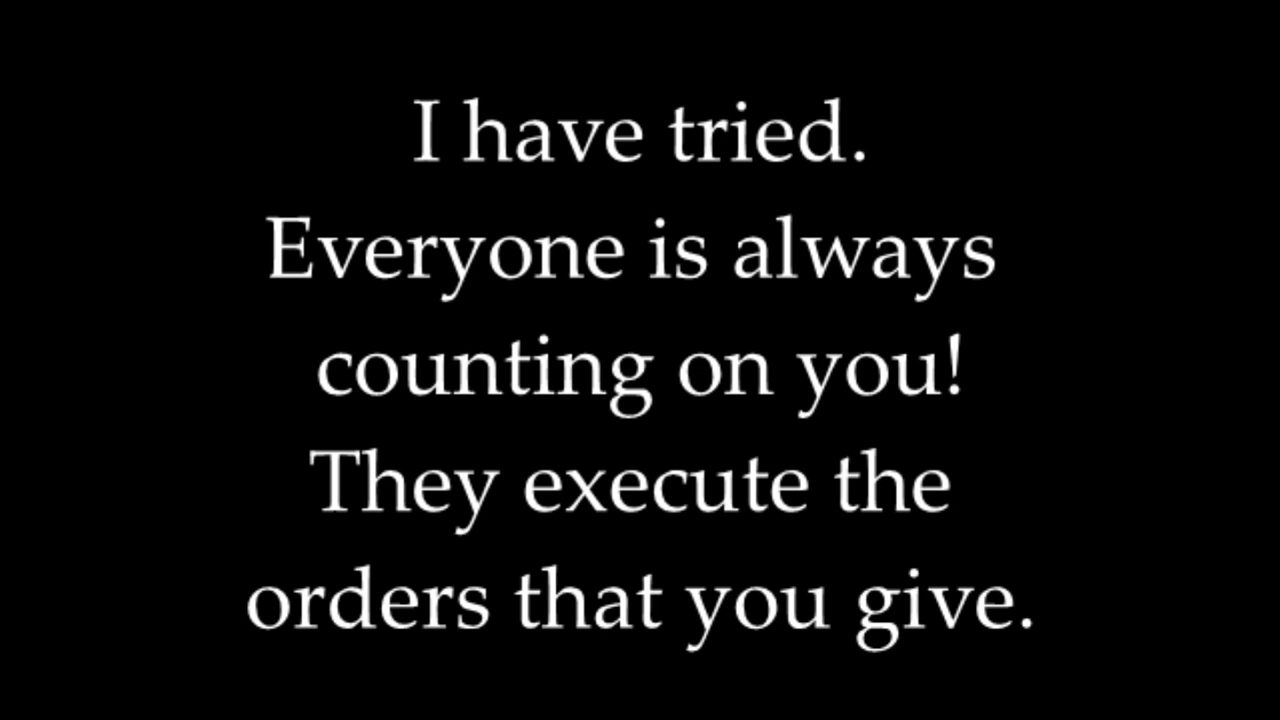 I have tried.
Everyone is always
counting on you!
They execute the
orders that you give.